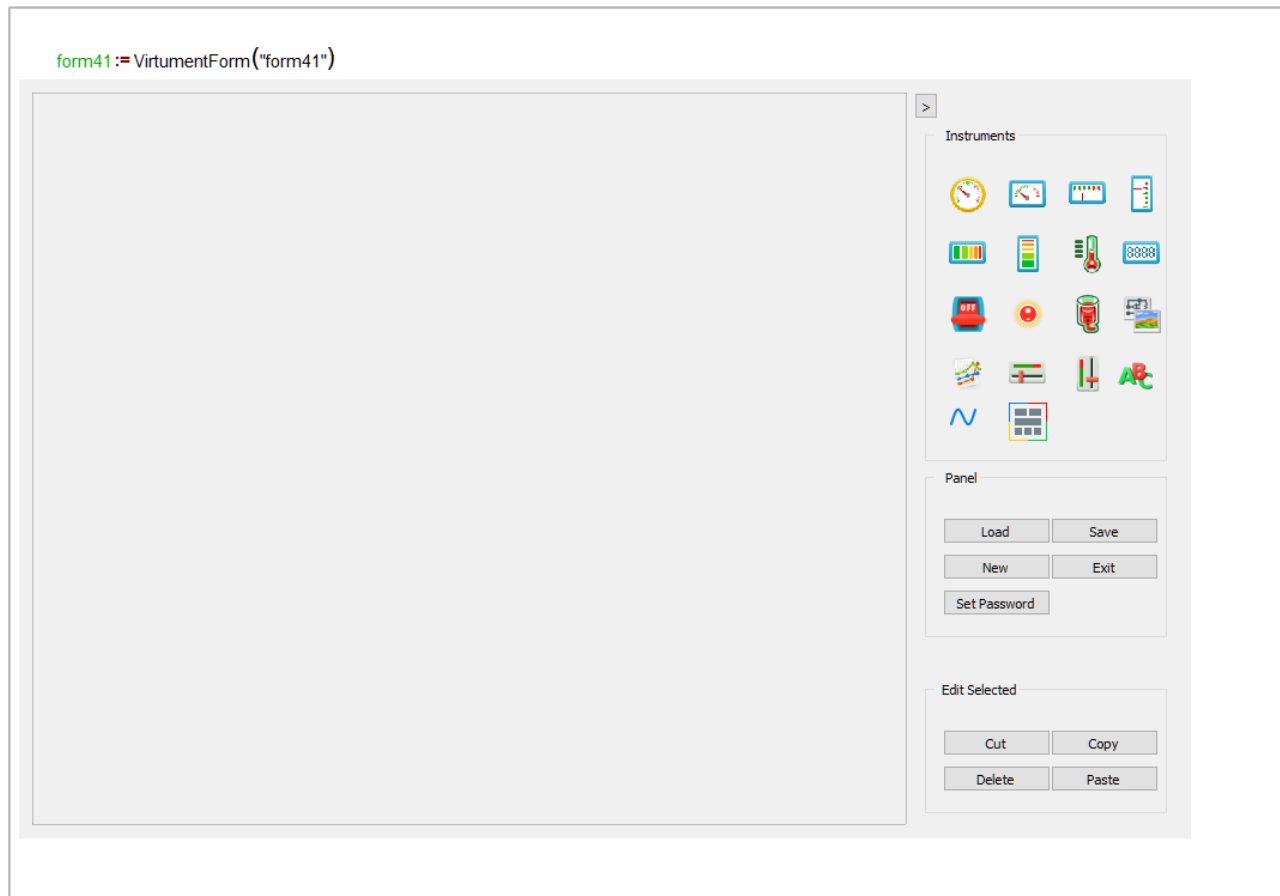 form41:= VirtumentForm("form41")
>
Instruments
8888
OFF
ABC
Panel
Load Save
New Exit
Set Password
Edit Selected
Cut Copy
Delete Paste